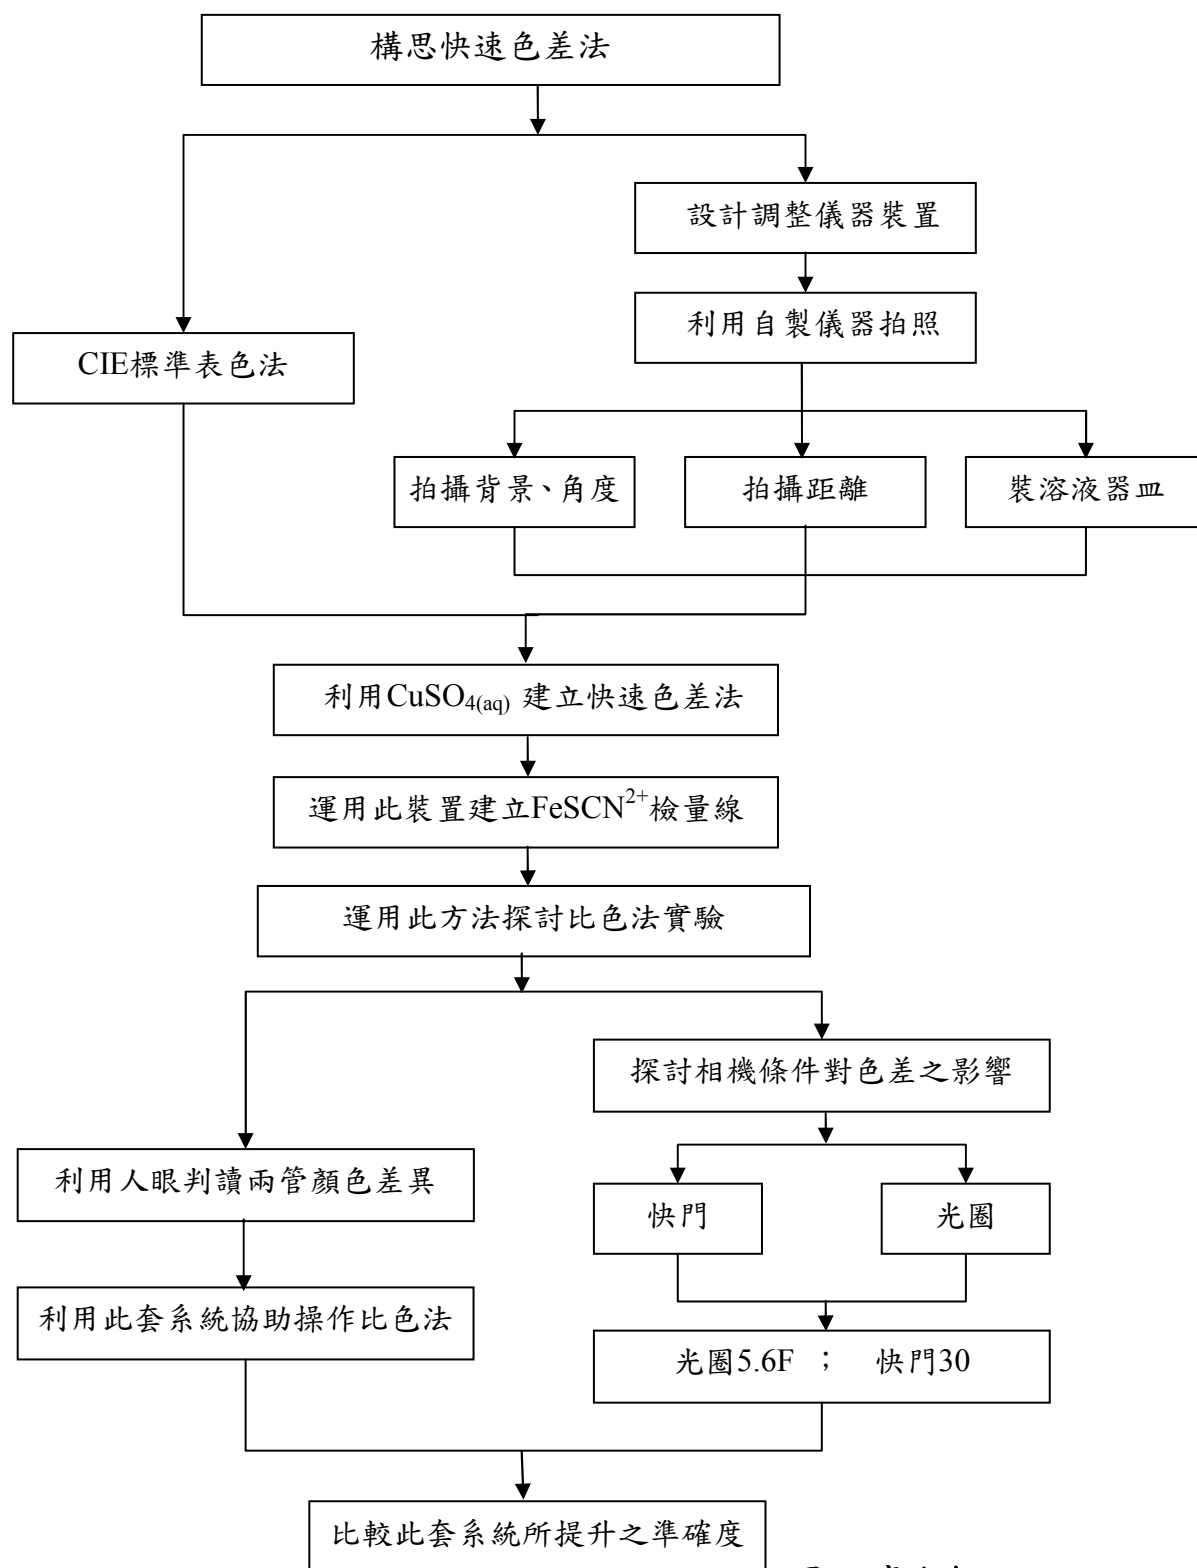 構思快速色差法
設計調整儀器裝置
利用自製儀器拍照
CIE標準表色法
拍攝背景、角度
拍攝距離
裝溶液器皿
利用CuSO4(aq) 建立快速色差法
運用此裝置建立FeSCN2+檢量線
運用此方法探討比色法實驗
探討相機條件對色差之影響
利用人眼判讀兩管顏色差異
快門
光圈
利用此套系統協助操作比色法
光圈5.6F ； 快門30
比較此套系統所提升之準確度